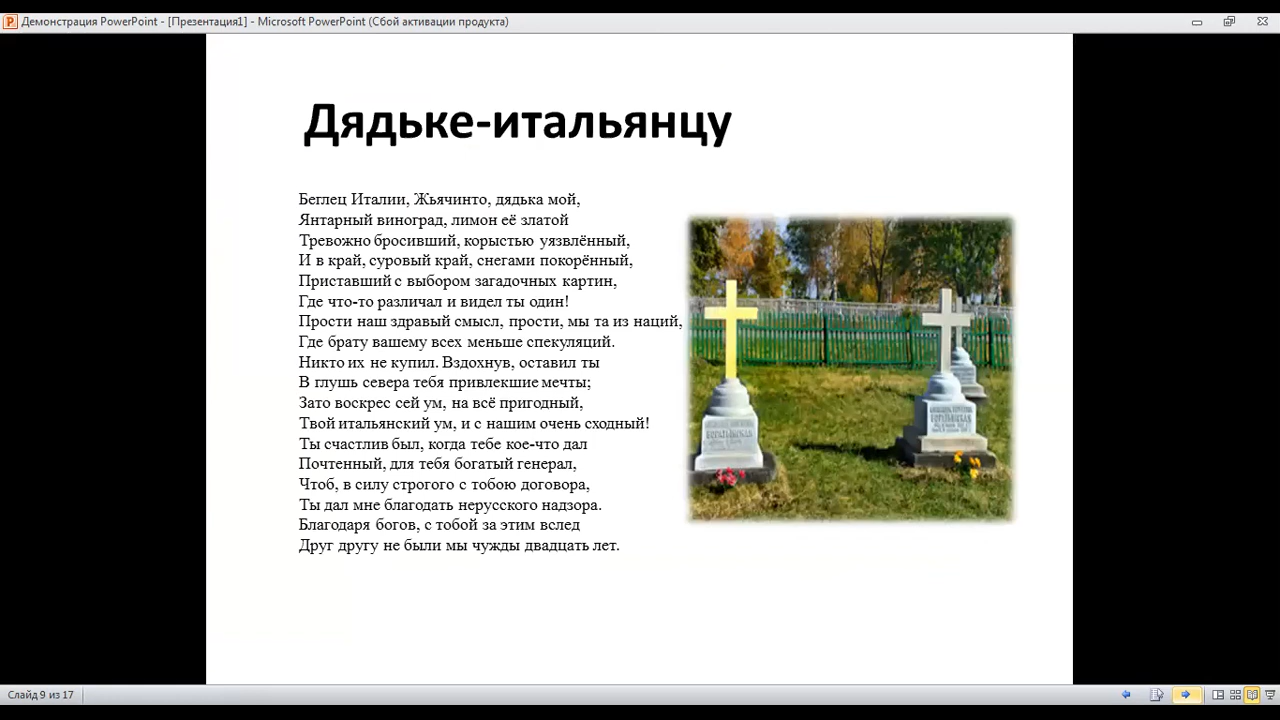 Демонстрация PowerPoint - [Презентация1] - Microsoft PowerPoint (Сбой активации продукта)
Дядьке-итальянцу
Беглец Италии, Жьячинто, дядька мой,
Янтарный виноград, лимон её златой
Тревожно бросивший, корыстью уязвлённый,
И в край, суровый край, снегами покорённый,
Приставший с выбором загадочных картин,
Где что-то различал и видел ты один!
Прости наш здравый смысл, прости, мы та из наций,
Где брату вашему всех меньше спекуляций.
Никто их не купил. Вздохнув, оставил ты
В глушь севера тебя привлекшие мечты;
Зато воскрес сей ум, на всё пригодный,
Твой итальянский ум, и с нашим очень сходный!
Ты счастлив был, когда тебе кое-что дал
Почтенный, для тебя богатый генерал,
Чтоб, в силу строгого с тобою договора,
Ты дал мне благодать нерусского надзора.
Благодаря богов, с тобой за этим вслед
Друг другу не были мы чужды двадцать лет.
Слайд 9 из 17